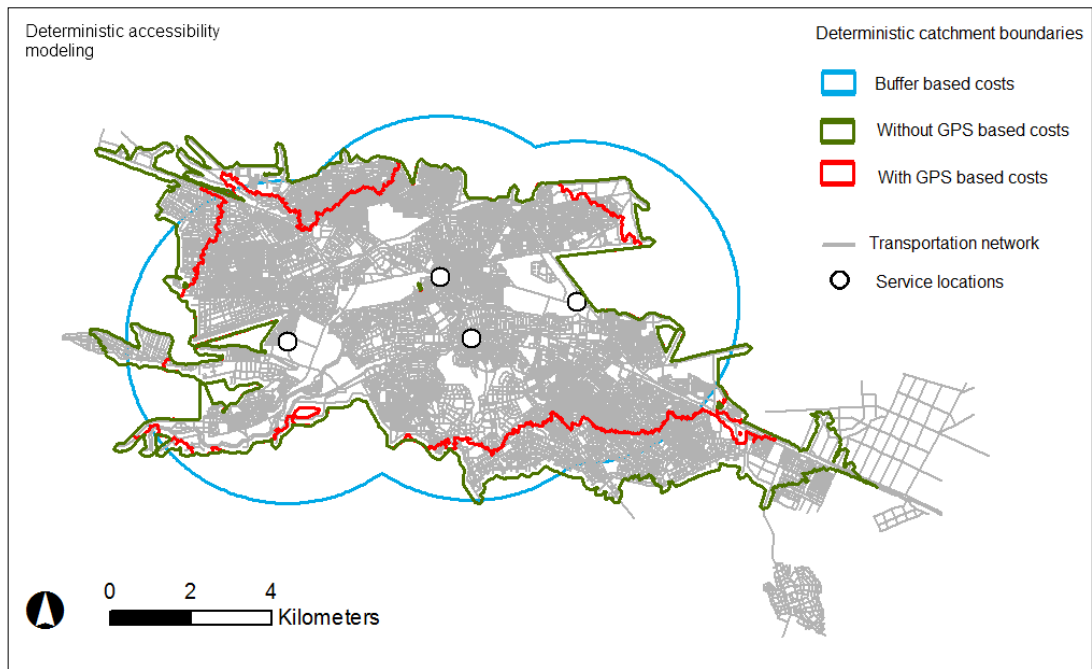 Deterministic accessibility
modeling
Deterministic catchment boundaries
Buffer based costs
Without GPS based costs
With GPS based costs
Transportation network
Service locations
0 2 4
Kilometers